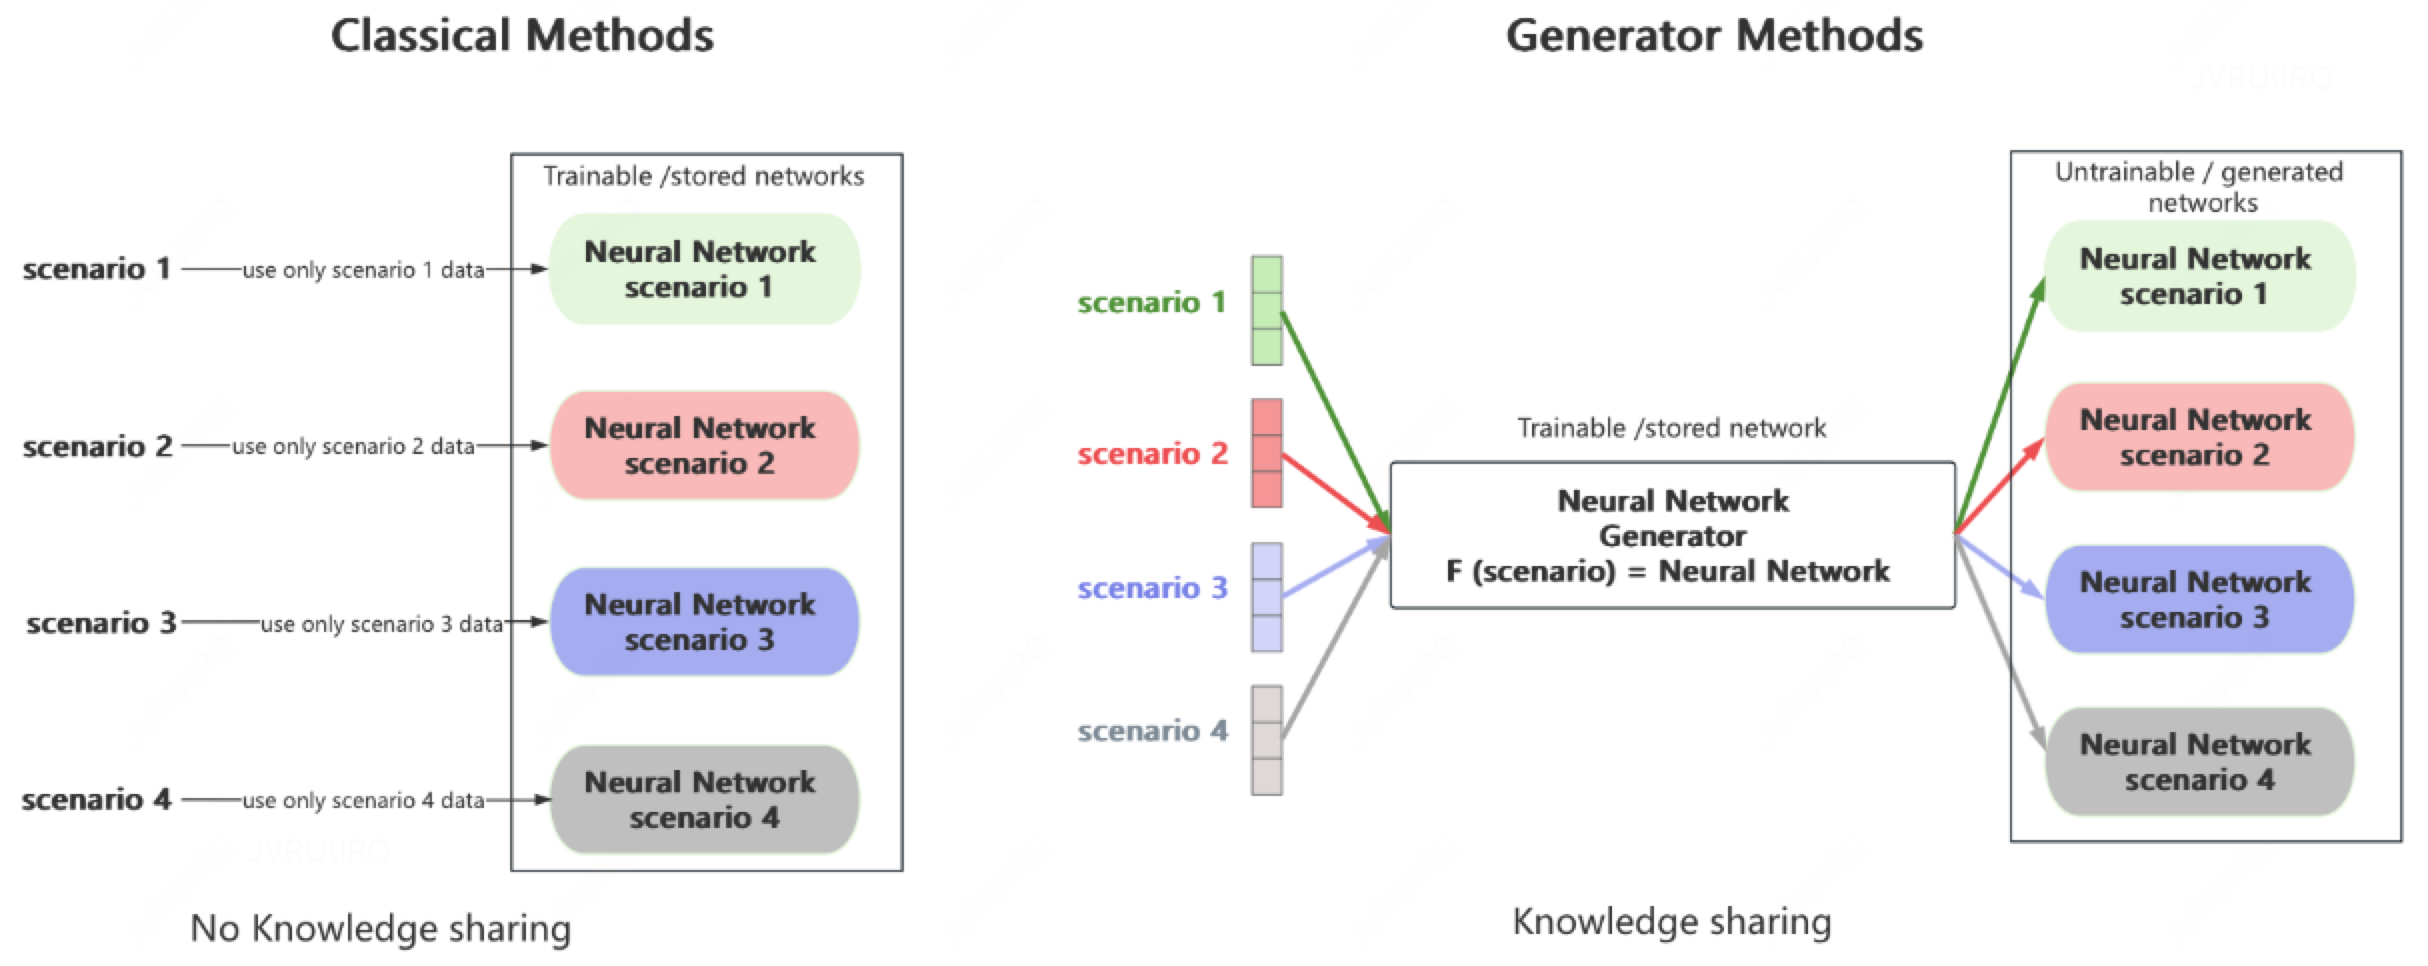 Classical Methods
Trainable /stored networks
scenario 1
use only scenario 1 data
Neural Network
scenario 1
scenario 2
use only scenario 2 data
Neural Network
scenario 2
scenario 3
use only scenario 3 data
Neural Network
scenario 3
scenario 4
use only scenario 4 data
Neural Network
scenario 4
No Knowledge sharing
Generator Methods
scenario 1
scenario 2
scenario 3
scenario 4
Trainable /stored network
Neural Network
Generator
F (scenario) = Neural Network
Untrainable / generated
networks
Neural Network
scenario 1
Neural Network
scenario 2
Neural Network
scenario 3
Neural Network
scenario 4
Knowledge sharing